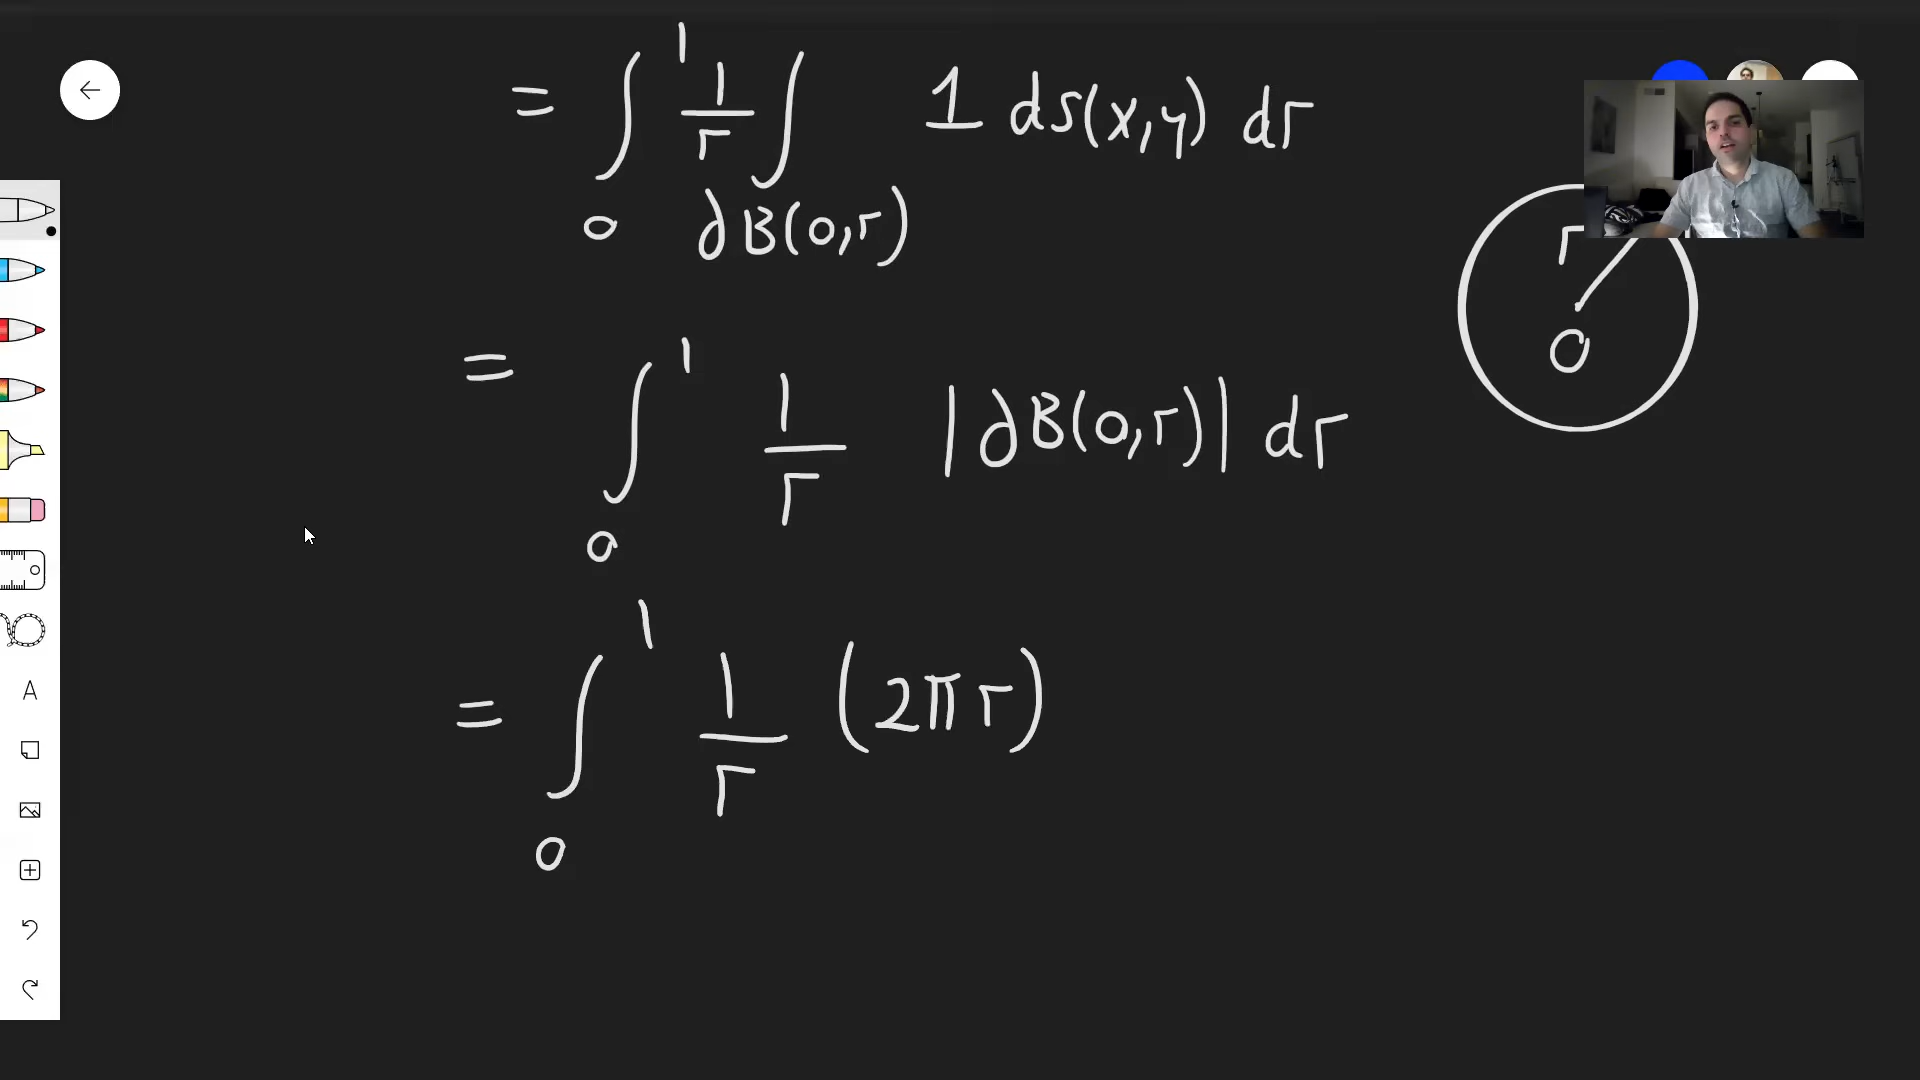 = ∫₀¹ 1/r ∫_{∂B(0,r)} 1 ds(x,y) dr
r
0
= ∫₀¹ 1/r |∂B(0,r)| dr
= ∫₀¹ 1/r (2πr)
A